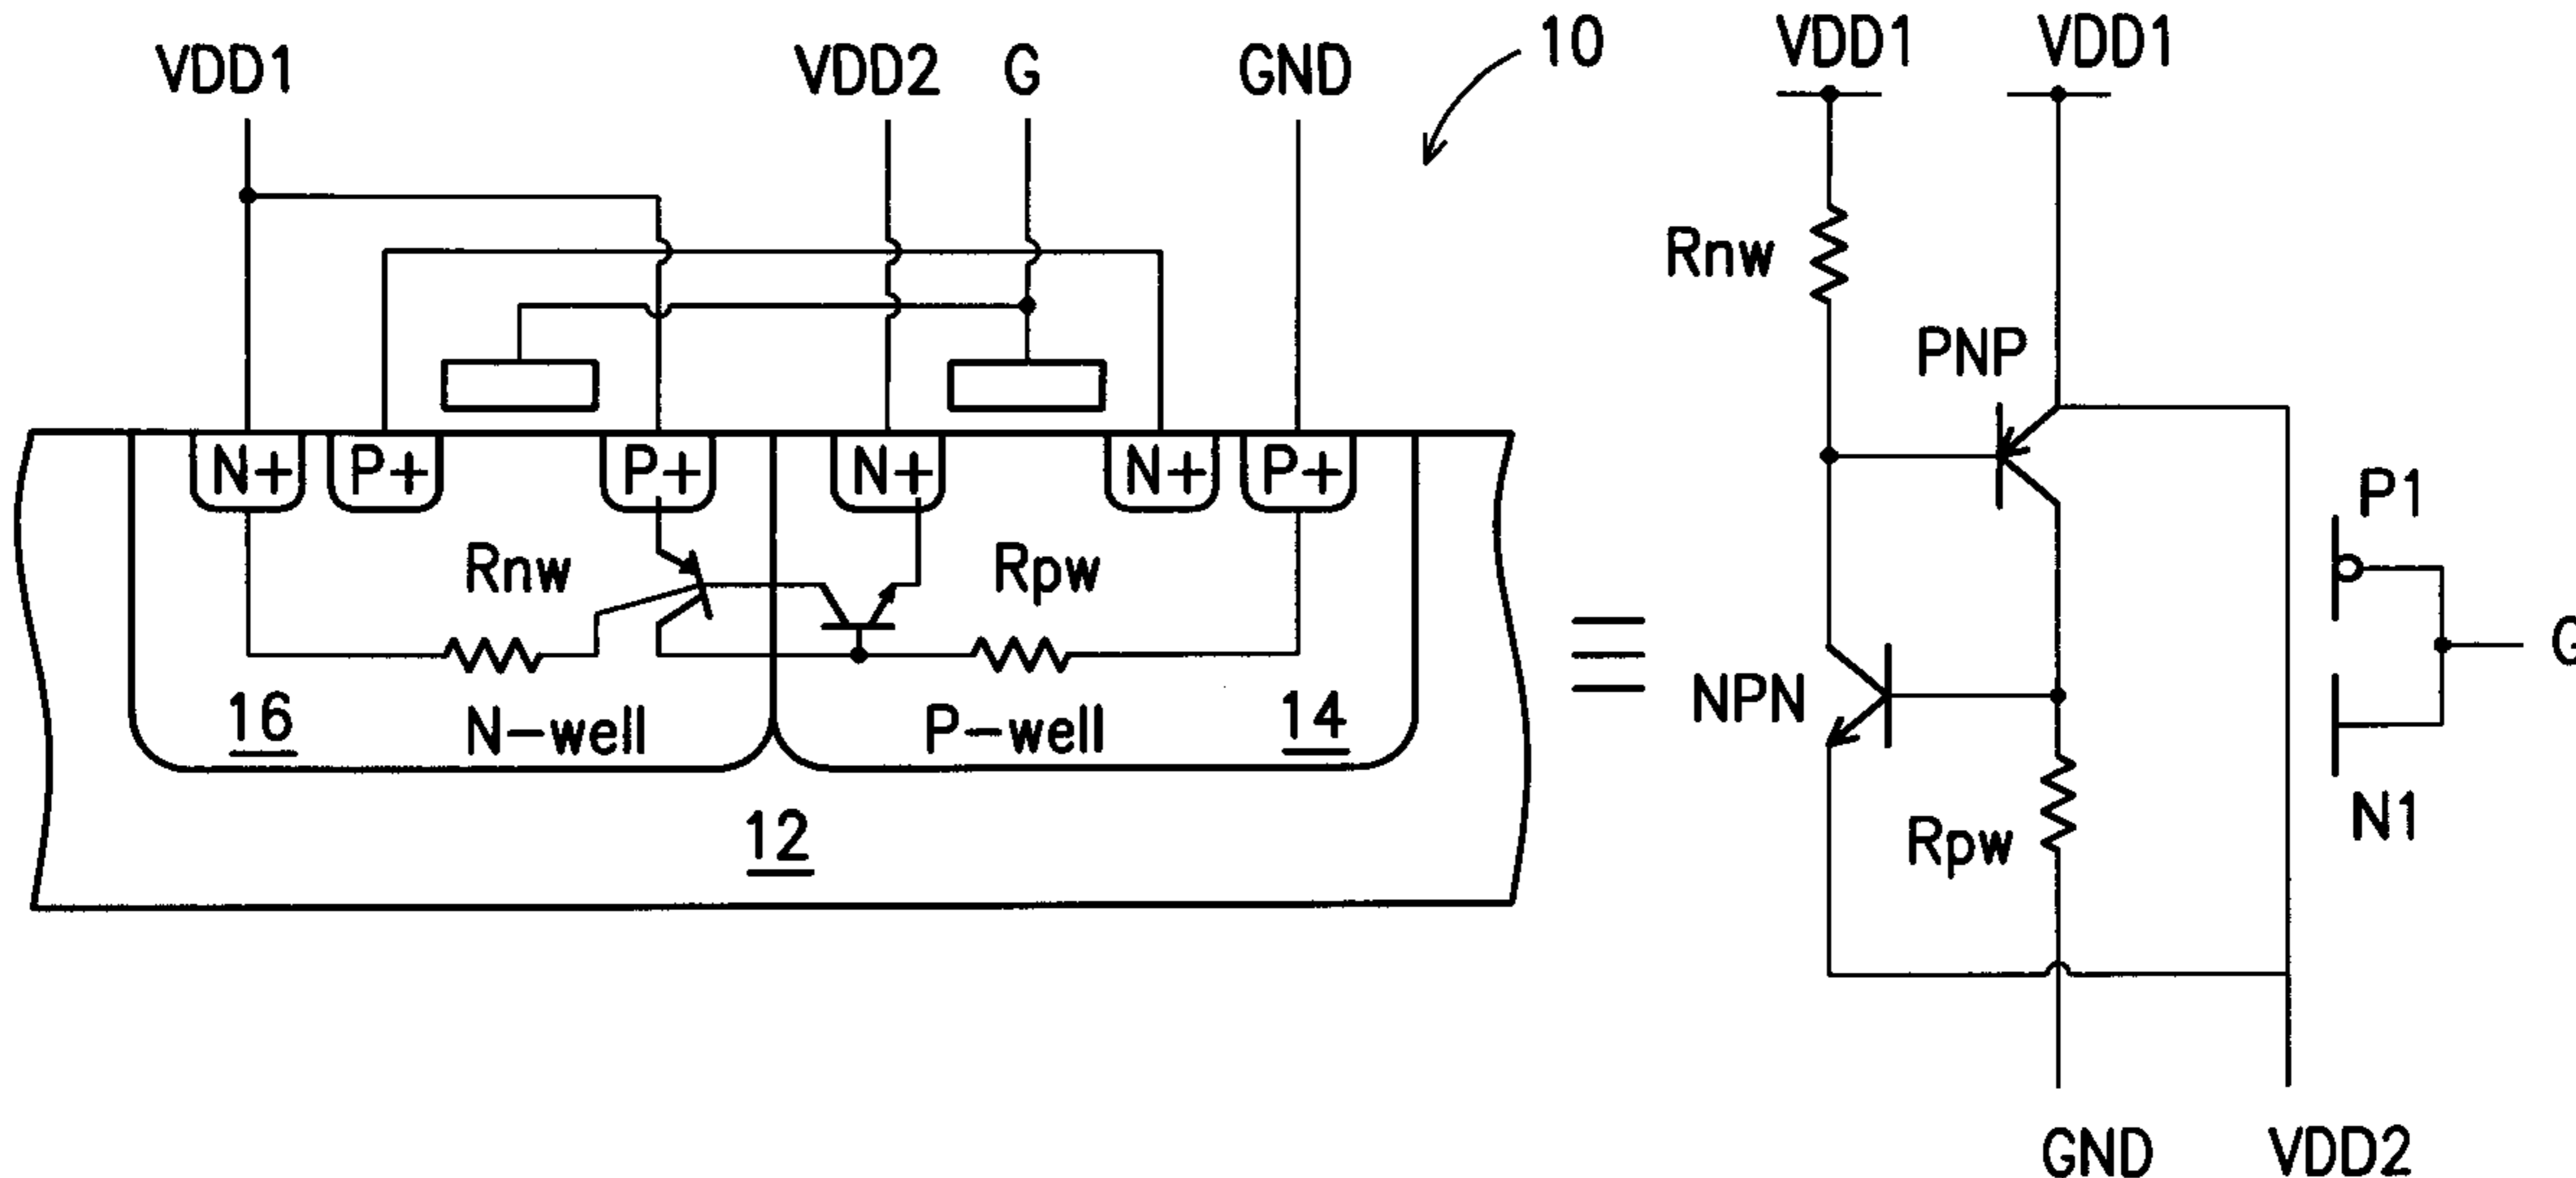 VDD1 VDD2 G GND 10 VDD1 VDD1
Rnw
PNP
N+ P+ P+ N+ N+ P+
P1
Rnw Rpw
G
16 N-well P-well 14 NPN
N1
12 Rpw
GND VDD2